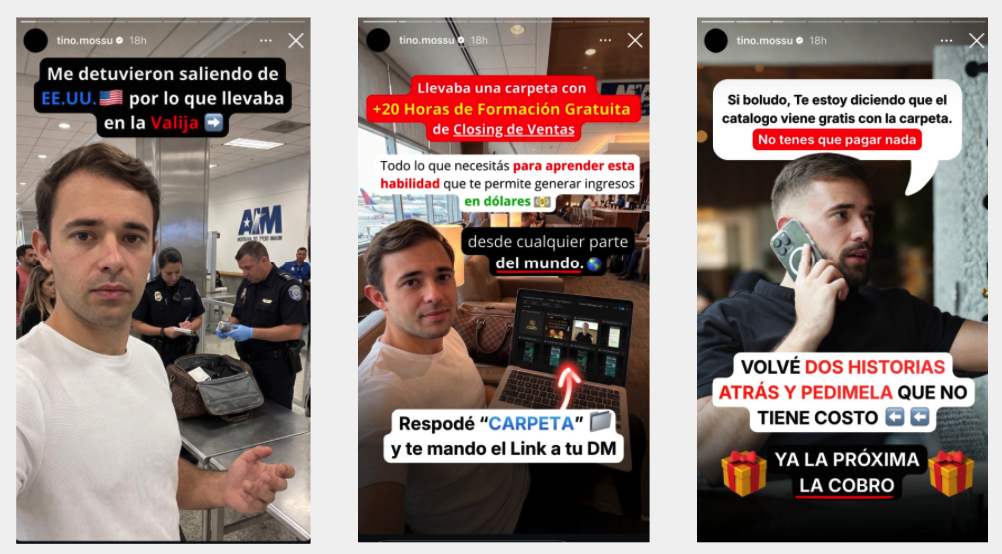 tino.mossu 18h
Me detuvieron saliendo de
EE.UU.🇺🇸 por lo que llevaba
en la Valija ➡️
tino.mossu 18h
Llevaba una carpeta con
+20 Horas de Formación Gratuita
de Closing de Ventas
Todo lo que necesitás para aprender esta
habilidad que te permite generar ingresos
en dólares 💵
desde cualquier parte
del mundo. 🌎
Respodé “CARPETA” 📁
y te mando el Link a tu DM
tino.mossu 18h
Si boludo, Te estoy diciendo que el
catalogo viene gratis con la carpeta.
No tenes que pagar nada
VOLVÉ DOS HISTORIAS
ATRÁS Y PEDIMELA QUE NO
TIENE COSTO ⬅️ ⬅️
🎁 YA LA PRÓXIMA 🎁
LA COBRO